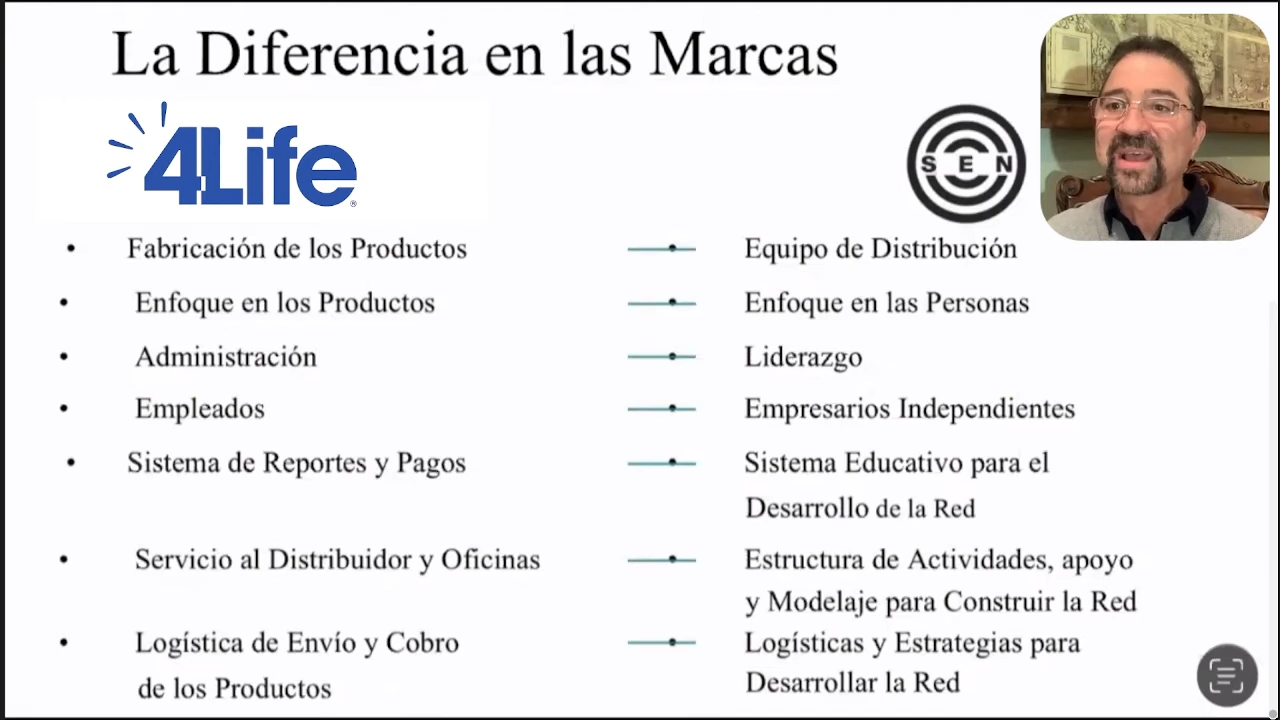 La Diferencia en las Marcas
4Life®
SEN
• Fabricación de los Productos
• Equipo de Distribución
• Enfoque en los Productos
• Enfoque en las Personas
• Administración
• Liderazgo
• Empleados
• Empresarios Independientes
• Sistema de Reportes y Pagos
• Sistema Educativo para el
Desarrollo de la Red
• Servicio al Distribuidor y Oficinas
• Estructura de Actividades, apoyo
y Modelaje para Construir la Red
• Logística de Envío y Cobro
de los Productos
• Logísticas y Estrategias para
Desarrollar la Red